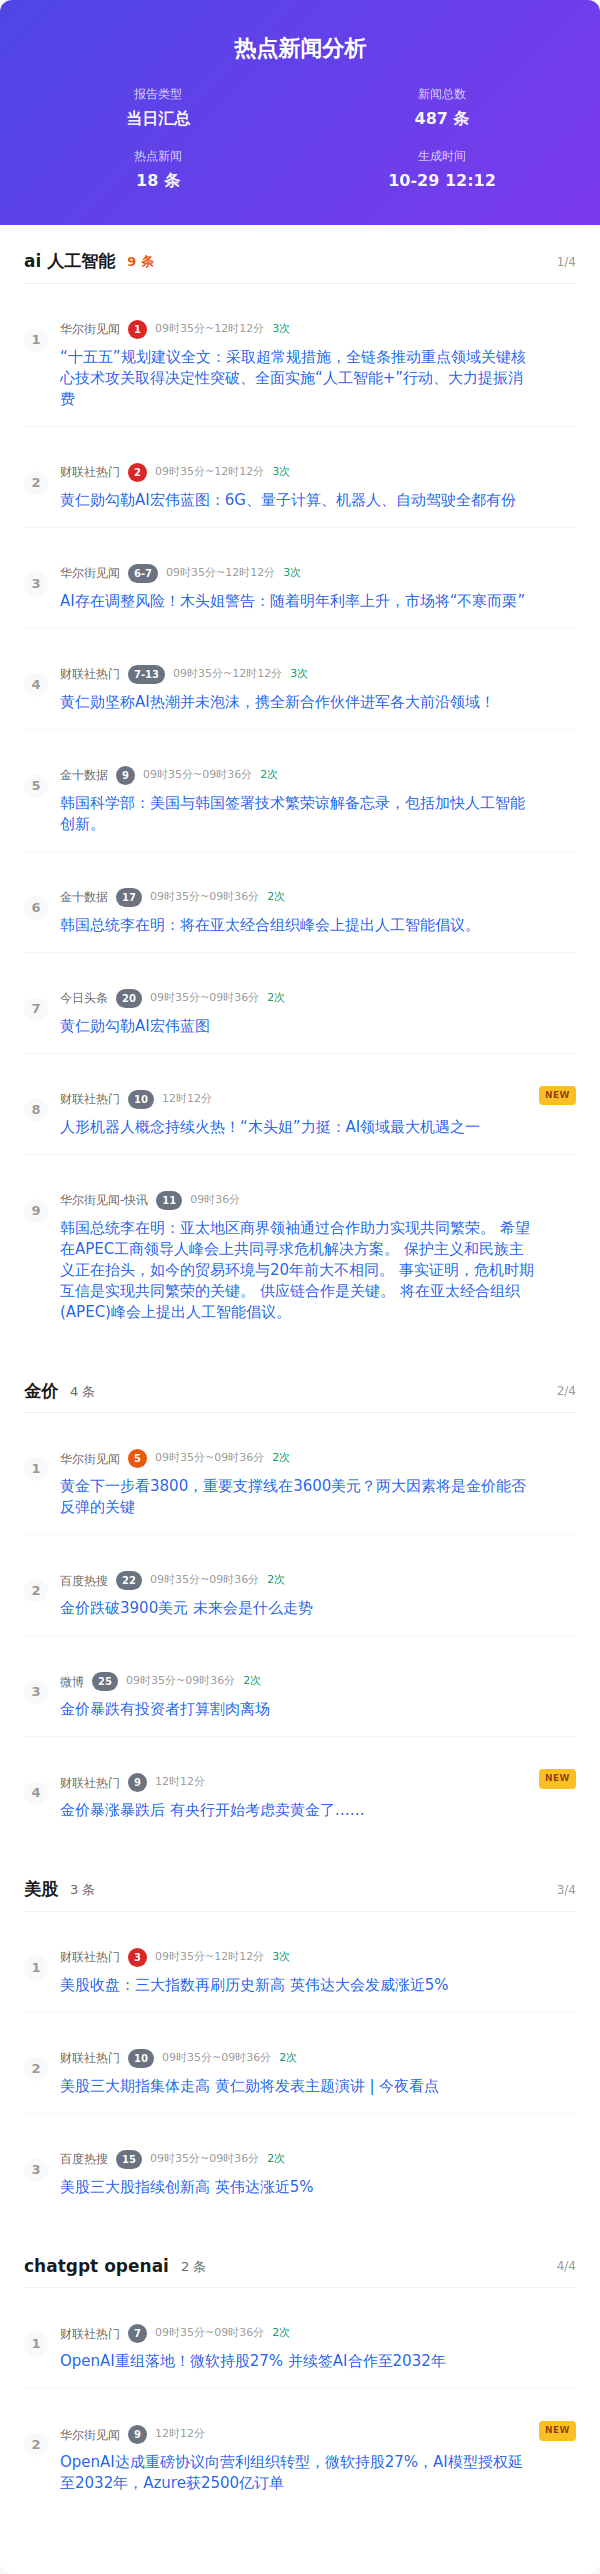 热点新闻分析
报告类型
新闻总数
当日汇总
487 条
热点新闻
生成时间
18 条
10-29 12:12
ai 人工智能 9 条 1/4
1 华尔街见闻 1 09时35分~12时12分 3次
“十五五”规划建议全文：采取超常规措施，全链条推动重点领域关键核
心技术攻关取得决定性突破、全面实施“人工智能+”行动、大力提振消
费
2 财联社热门 2 09时35分~12时12分 3次
黄仁勋勾勒AI宏伟蓝图：6G、量子计算、机器人、自动驾驶全都有份
3 华尔街见闻 6-7 09时35分~12时12分 3次
AI存在调整风险！木头姐警告：随着明年利率上升，市场将“不寒而栗”
4 财联社热门 7-13 09时35分~12时12分 3次
黄仁勋坚称AI热潮并未泡沫，携全新合作伙伴进军各大前沿领域！
5 金十数据 9 09时35分~09时36分 2次
韩国科学部：美国与韩国签署技术繁荣谅解备忘录，包括加快人工智能
创新。
6 金十数据 17 09时35分~09时36分 2次
韩国总统李在明：将在亚太经合组织峰会上提出人工智能倡议。
7 今日头条 20 09时35分~09时36分 2次
黄仁勋勾勒AI宏伟蓝图
8 财联社热门 10 12时12分 NEW
人形机器人概念持续火热！“木头姐”力挺：AI领域最大机遇之一
9 华尔街见闻-快讯 11 09时36分
韩国总统李在明：亚太地区商界领袖通过合作助力实现共同繁荣。 希望
在APEC工商领导人峰会上共同寻求危机解决方案。 保护主义和民族主
义正在抬头，如今的贸易环境与20年前大不相同。 事实证明，危机时期
互信是实现共同繁荣的关键。 供应链合作是关键。 将在亚太经合组织
(APEC)峰会上提出人工智能倡议。
金价 4 条 2/4
1 华尔街见闻 5 09时35分~09时36分 2次
黄金下一步看3800，重要支撑线在3600美元？两大因素将是金价能否
反弹的关键
2 百度热搜 22 09时35分~09时36分 2次
金价跌破3900美元 未来会是什么走势
3 微博 25 09时35分~09时36分 2次
金价暴跌有投资者打算割肉离场
4 财联社热门 9 12时12分 NEW
金价暴涨暴跌后 有央行开始考虑卖黄金了……
美股 3 条 3/4
1 财联社热门 3 09时35分~12时12分 3次
美股收盘：三大指数再刷历史新高 英伟达大会发威涨近5%
2 财联社热门 10 09时35分~09时36分 2次
美股三大期指集体走高 黄仁勋将发表主题演讲 | 今夜看点
3 百度热搜 15 09时35分~09时36分 2次
美股三大股指续创新高 英伟达涨近5%
chatgpt openai 2 条 4/4
1 财联社热门 7 09时35分~09时36分 2次
OpenAI重组落地！微软持股27% 并续签AI合作至2032年
2 华尔街见闻 9 12时12分 NEW
OpenAI达成重磅协议向营利组织转型，微软持股27%，AI模型授权延
至2032年，Azure获2500亿订单